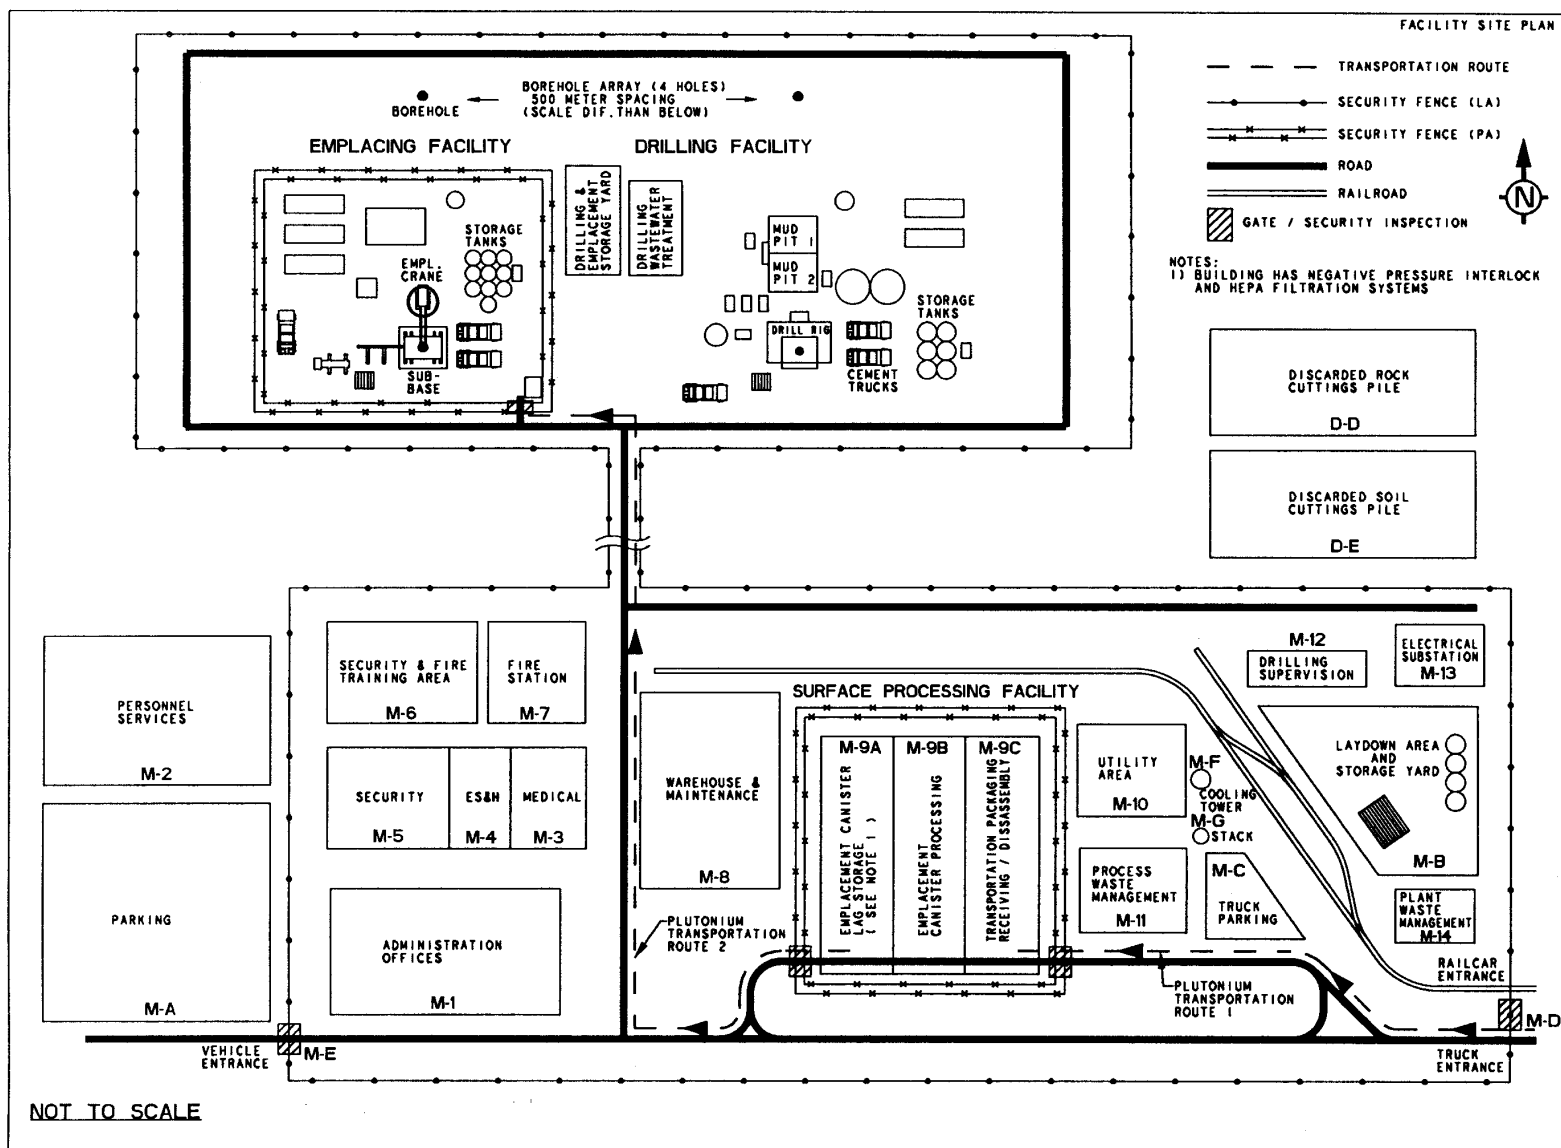 FACILITY SITE PLAN
TRANSPORTATION ROUTE
SECURITY FENCE (LA)
SECURITY FENCE (PA)
ROAD
RAILROAD
GATE / SECURITY INSPECTION
N
NOTES:
1) BUILDING HAS NEGATIVE PRESSURE INTERLOCK
AND HEPA FILTRATION SYSTEMS
BOREHOLE ARRAY (4 HOLES)
500 METER SPACING
(SCALE DIF. THAN BELOW)
BOREHOLE
EMPLACING FACILITY
DRILLING FACILITY
DRILLING &
EMPLACEMENT
STORAGE YARD
DRILLING
WASTEWATER
TREATMENT
STORAGE
TANKS
EMPL.
CRANE
SUB-
BASE
MUD
PIT 1
MUD
PIT 2
DRILL RIG
CEMENT
TRUCKS
STORAGE
TANKS
DISCARDED ROCK
CUTTINGS PILE
D-D
DISCARDED SOIL
CUTTINGS PILE
D-E
PERSONNEL
SERVICES
M-2
PARKING
M-A
SECURITY & FIRE
TRAINING AREA
M-6
FIRE
STATION
M-7
SECURITY
M-5
ES&H
M-4
MEDICAL
M-3
ADMINISTRATION
OFFICES
M-1
WAREHOUSE &
MAINTENANCE
M-8
SURFACE PROCESSING FACILITY
M-9A
EMPLACEMENT CANISTER
LAG STORAGE
( SEE NOTE 1 )
M-9B
EMPLACEMENT
CANISTER PROCESSING
M-9C
TRANSPORTATION PACKAGING
RECEIVING / DISSASSEMBLY
UTILITY
AREA
M-10
M-F
COOLING
TOWER
M-G
STACK
PROCESS
WASTE
MANAGEMENT
M-11
M-C
TRUCK
PARKING
M-12
DRILLING
SUPERVISION
ELECTRICAL
SUBSTATION
M-13
LAYDOWN AREA
AND
STORAGE YARD
M-B
PLANT
WASTE
MANAGEMENT
M-14
RAILCAR
ENTRANCE
PLUTONIUM
TRANSPORTATION
ROUTE 2
PLUTONIUM
TRANSPORTATION
ROUTE 1
M-D
TRUCK
ENTRANCE
VEHICLE
ENTRANCE
M-E
NOT TO SCALE